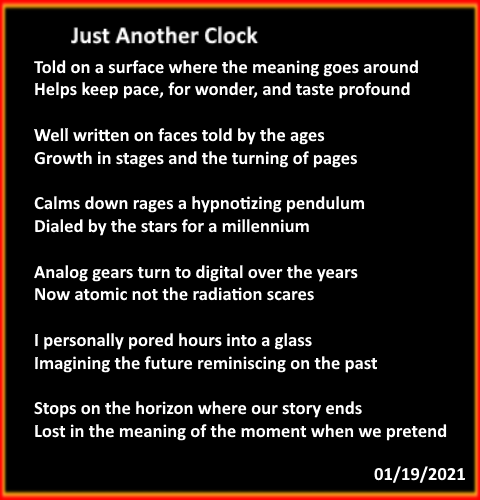 Just Another Clock
Told on a surface where the meaning goes around
Helps keep pace, for wonder, and taste profound
Well written on faces told by the ages
Growth in stages and the turning of pages
Calms down rages a hypnotizing pendulum
Dialed by the stars for a millennium
Analog gears turn to digital over the years
Now atomic not the radiation scares
I personally pored hours into a glass
Imagining the future reminiscing on the past
Stops on the horizon where our story ends
Lost in the meaning of the moment when we pretend
01/19/2021